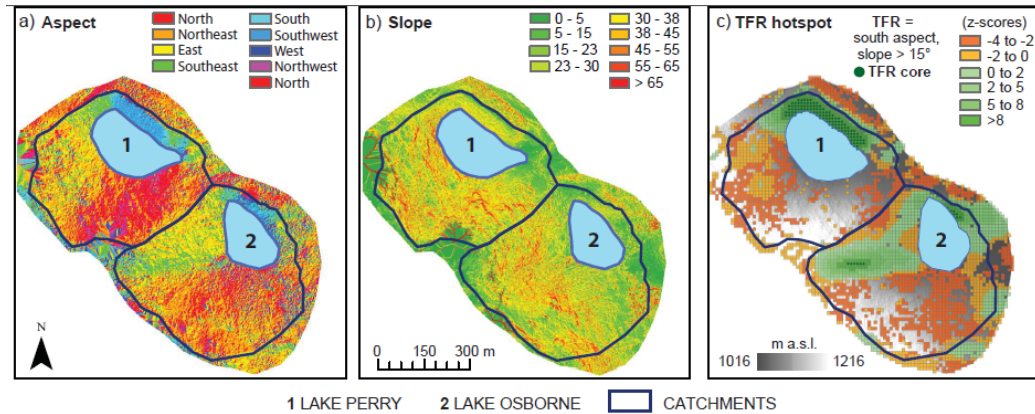 a) Aspect
North
Northeast
East
Southeast
South
Southwest
West
Northwest
North
1
2
N
b) Slope
0 - 5
5 - 15
15 - 23
23 - 30
30 - 38
38 - 45
45 - 55
55 - 65
> 65
1
2
0 150 300 m
c) TFR hotspot
TFR =
south aspect,
slope > 15°
TFR core
(z-scores)
-4 to -2
-2 to 0
0 to 2
2 to 5
5 to 8
>8
1
2
m a.s.l.
1016 1216
1 LAKE PERRY 2 LAKE OSBORNE CATCHMENTS